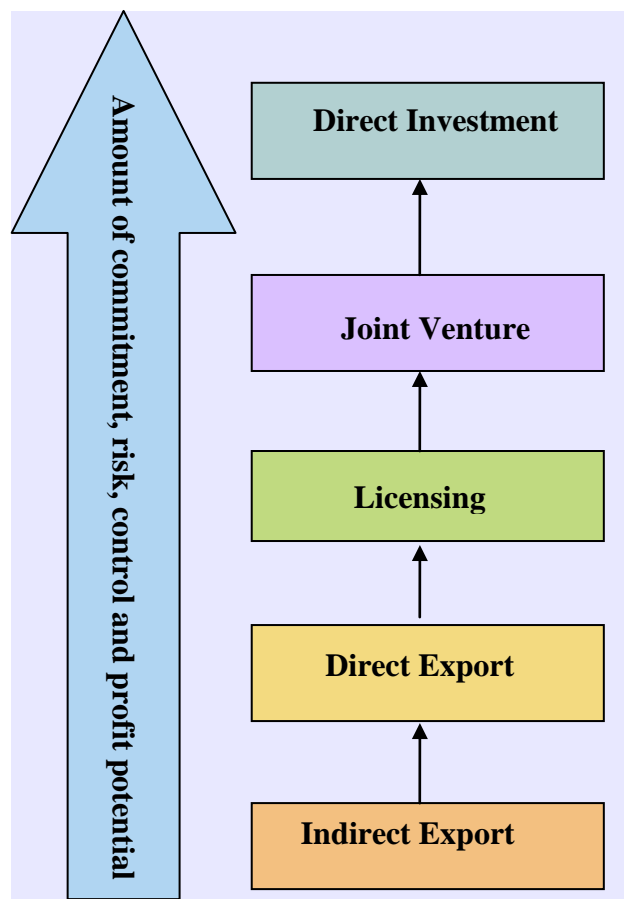 Amount of commitment, risk, control and profit potential
Direct Investment
Joint Venture
Licensing
Direct Export
Indirect Export